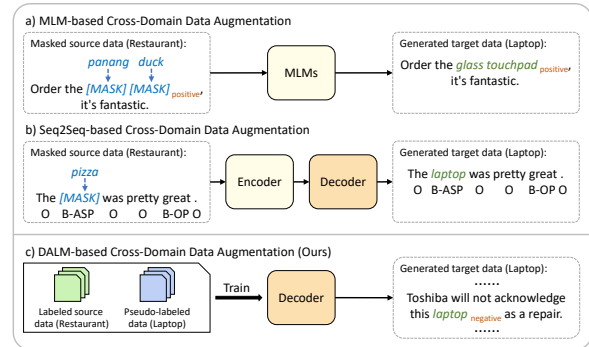 a) MLM-based Cross-Domain Data Augmentation
Masked source data (Restaurant):
panang duck
Order the [MASK] [MASK] positive,
it's fantastic.
MLMs
Generated target data (Laptop):
Order the glass touchpad positive,
it's fantastic.
b) Seq2Seq-based Cross-Domain Data Augmentation
Masked source data (Restaurant):
pizza
The [MASK] was pretty great .
O B-ASP O O B-OP O
Encoder
Decoder
Generated target data (Laptop):
The laptop was pretty great .
O B-ASP O O B-OP O
c) DALM-based Cross-Domain Data Augmentation (Ours)
Labeled source
data (Restaurant)
Pseudo-labeled
data (Laptop)
Train
Decoder
Generated target data (Laptop):
......
Toshiba will not acknowledge
this laptop negative as a repair.
......